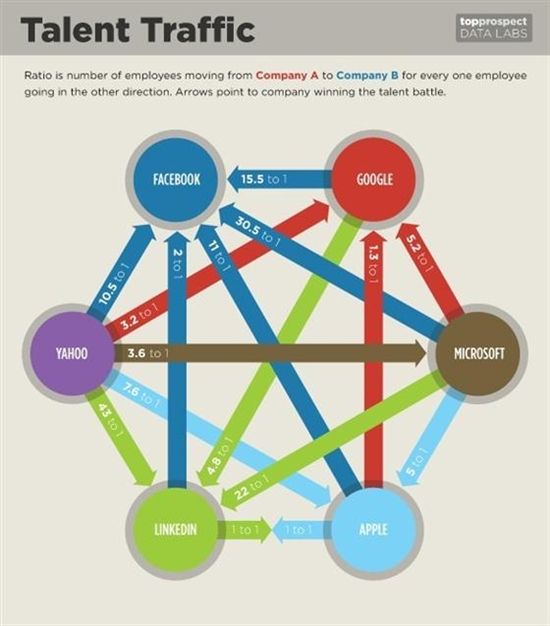 Talent Traffic
topprospect
DATA LABS
Ratio is number of employees moving from Company A to Company B for every one employee
going in the other direction. Arrows point to company winning the talent battle.
FACEBOOK
15.5 to 1
GOOGLE
30.5 to 1
11 to 1
2 to 1
1.3 to 1
5.2 to 1
10.5 to 1
3.2 to 1
YAHOO
3.6 to 1
MICROSOFT
7.6 to 1
43 to 1
4.8 to 1
22 to 1
5 to 1
LINKEDIN
1 to 1
1 to 1
APPLE